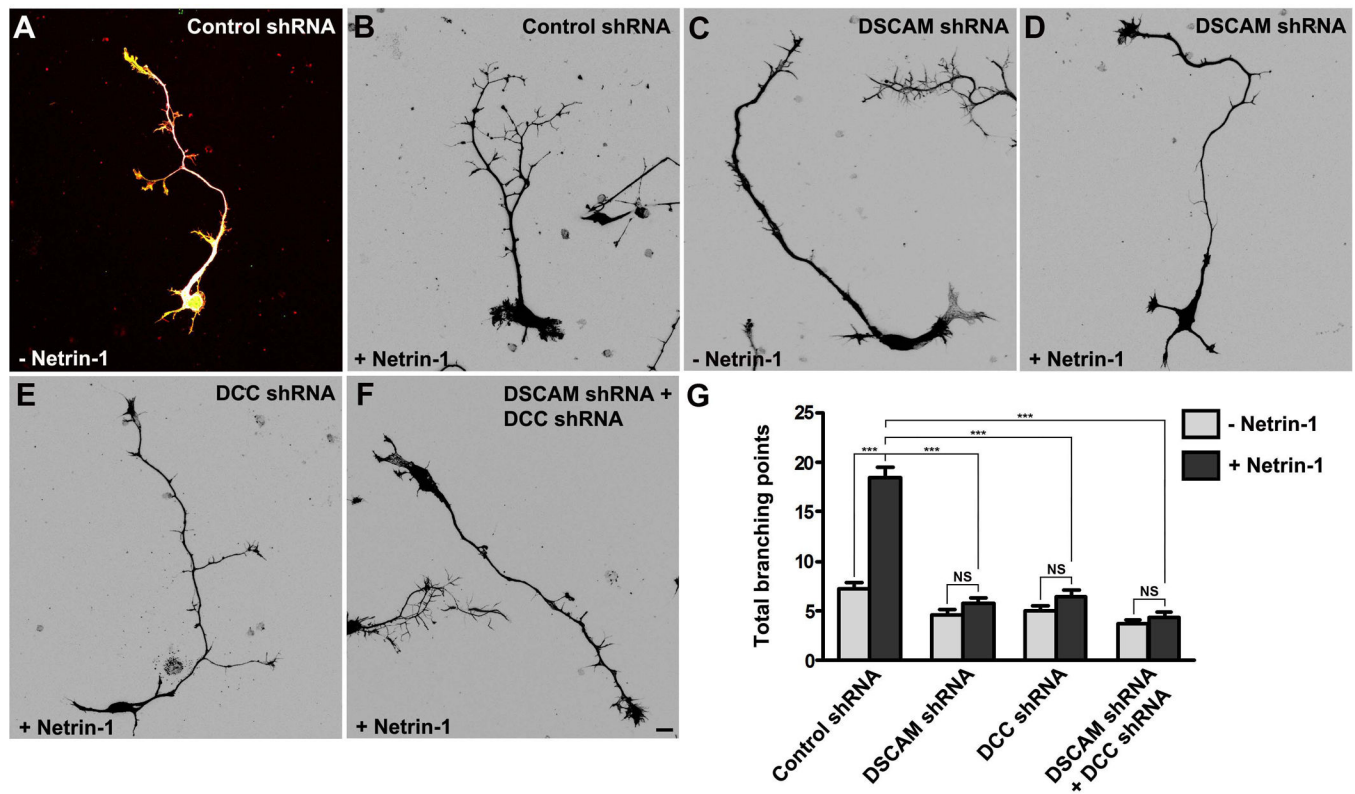 A
Control shRNA
- Netrin-1
B
Control shRNA
+ Netrin-1
C
DSCAM shRNA
- Netrin-1
D
DSCAM shRNA
+ Netrin-1
E
DCC shRNA
+ Netrin-1
F
DSCAM shRNA +
DCC shRNA
+ Netrin-1
G
Total branching points
25
20
15
10
5
0
***
***
***
***
NS
NS
NS
- Netrin-1
+ Netrin-1
Control shRNA
DSCAM shRNA
DCC shRNA
DSCAM shRNA
+ DCC shRNA